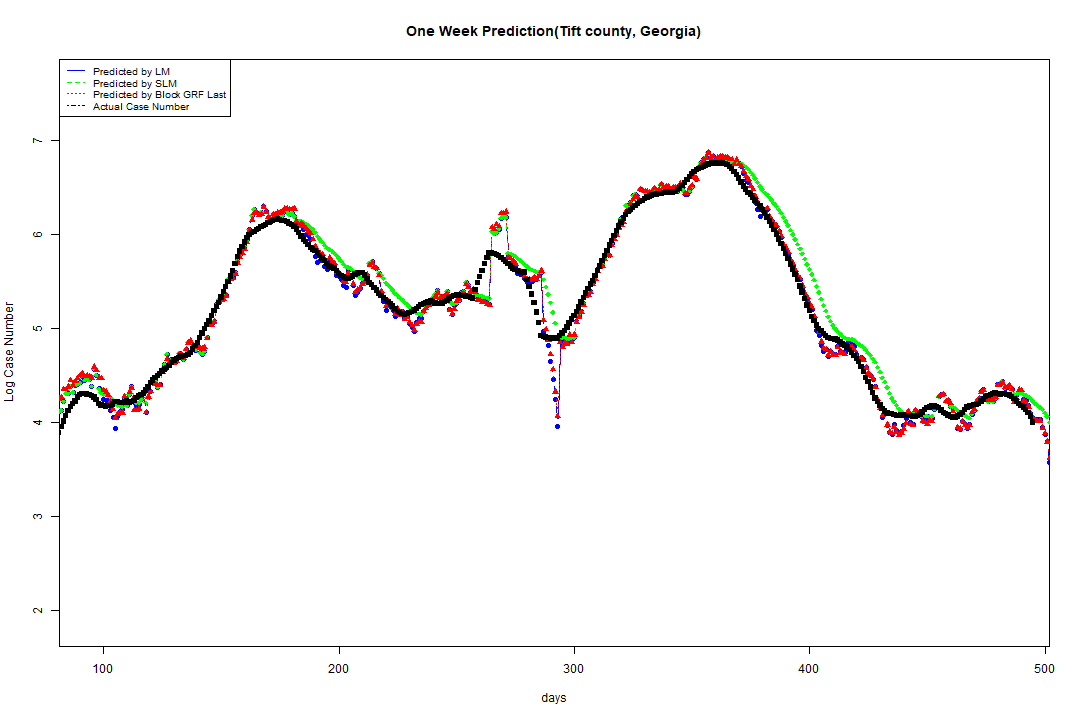 One Week Prediction(Tift county, Georgia)
Predicted by LM
Predicted by SLM
Predicted by Block GRF Last
Actual Case Number
7
6
5
4
3
2
Log Case Number
100 200 300 400 500
days